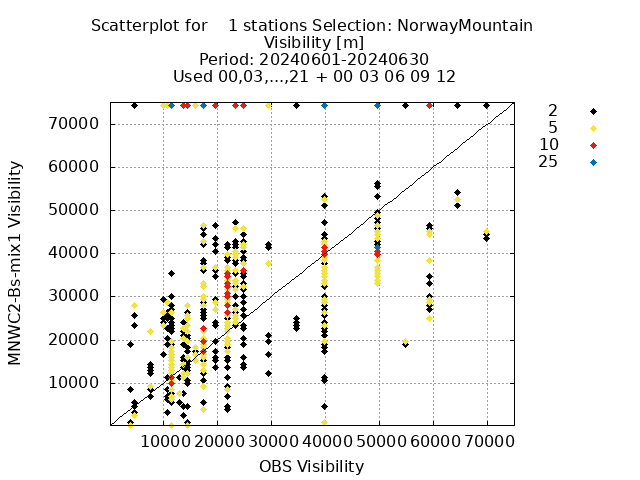 Scatterplot for    1 stations Selection: NorwayMountain
Visibility [m]
Period: 20240601-20240630
Used 00,03,...,21 + 00 03 06 09 12
2
5
10
25
MNWC2-Bs-mix1 Visibility
70000
60000
50000
40000
30000
20000
10000
10000 20000 30000 40000 50000 60000 70000
OBS Visibility